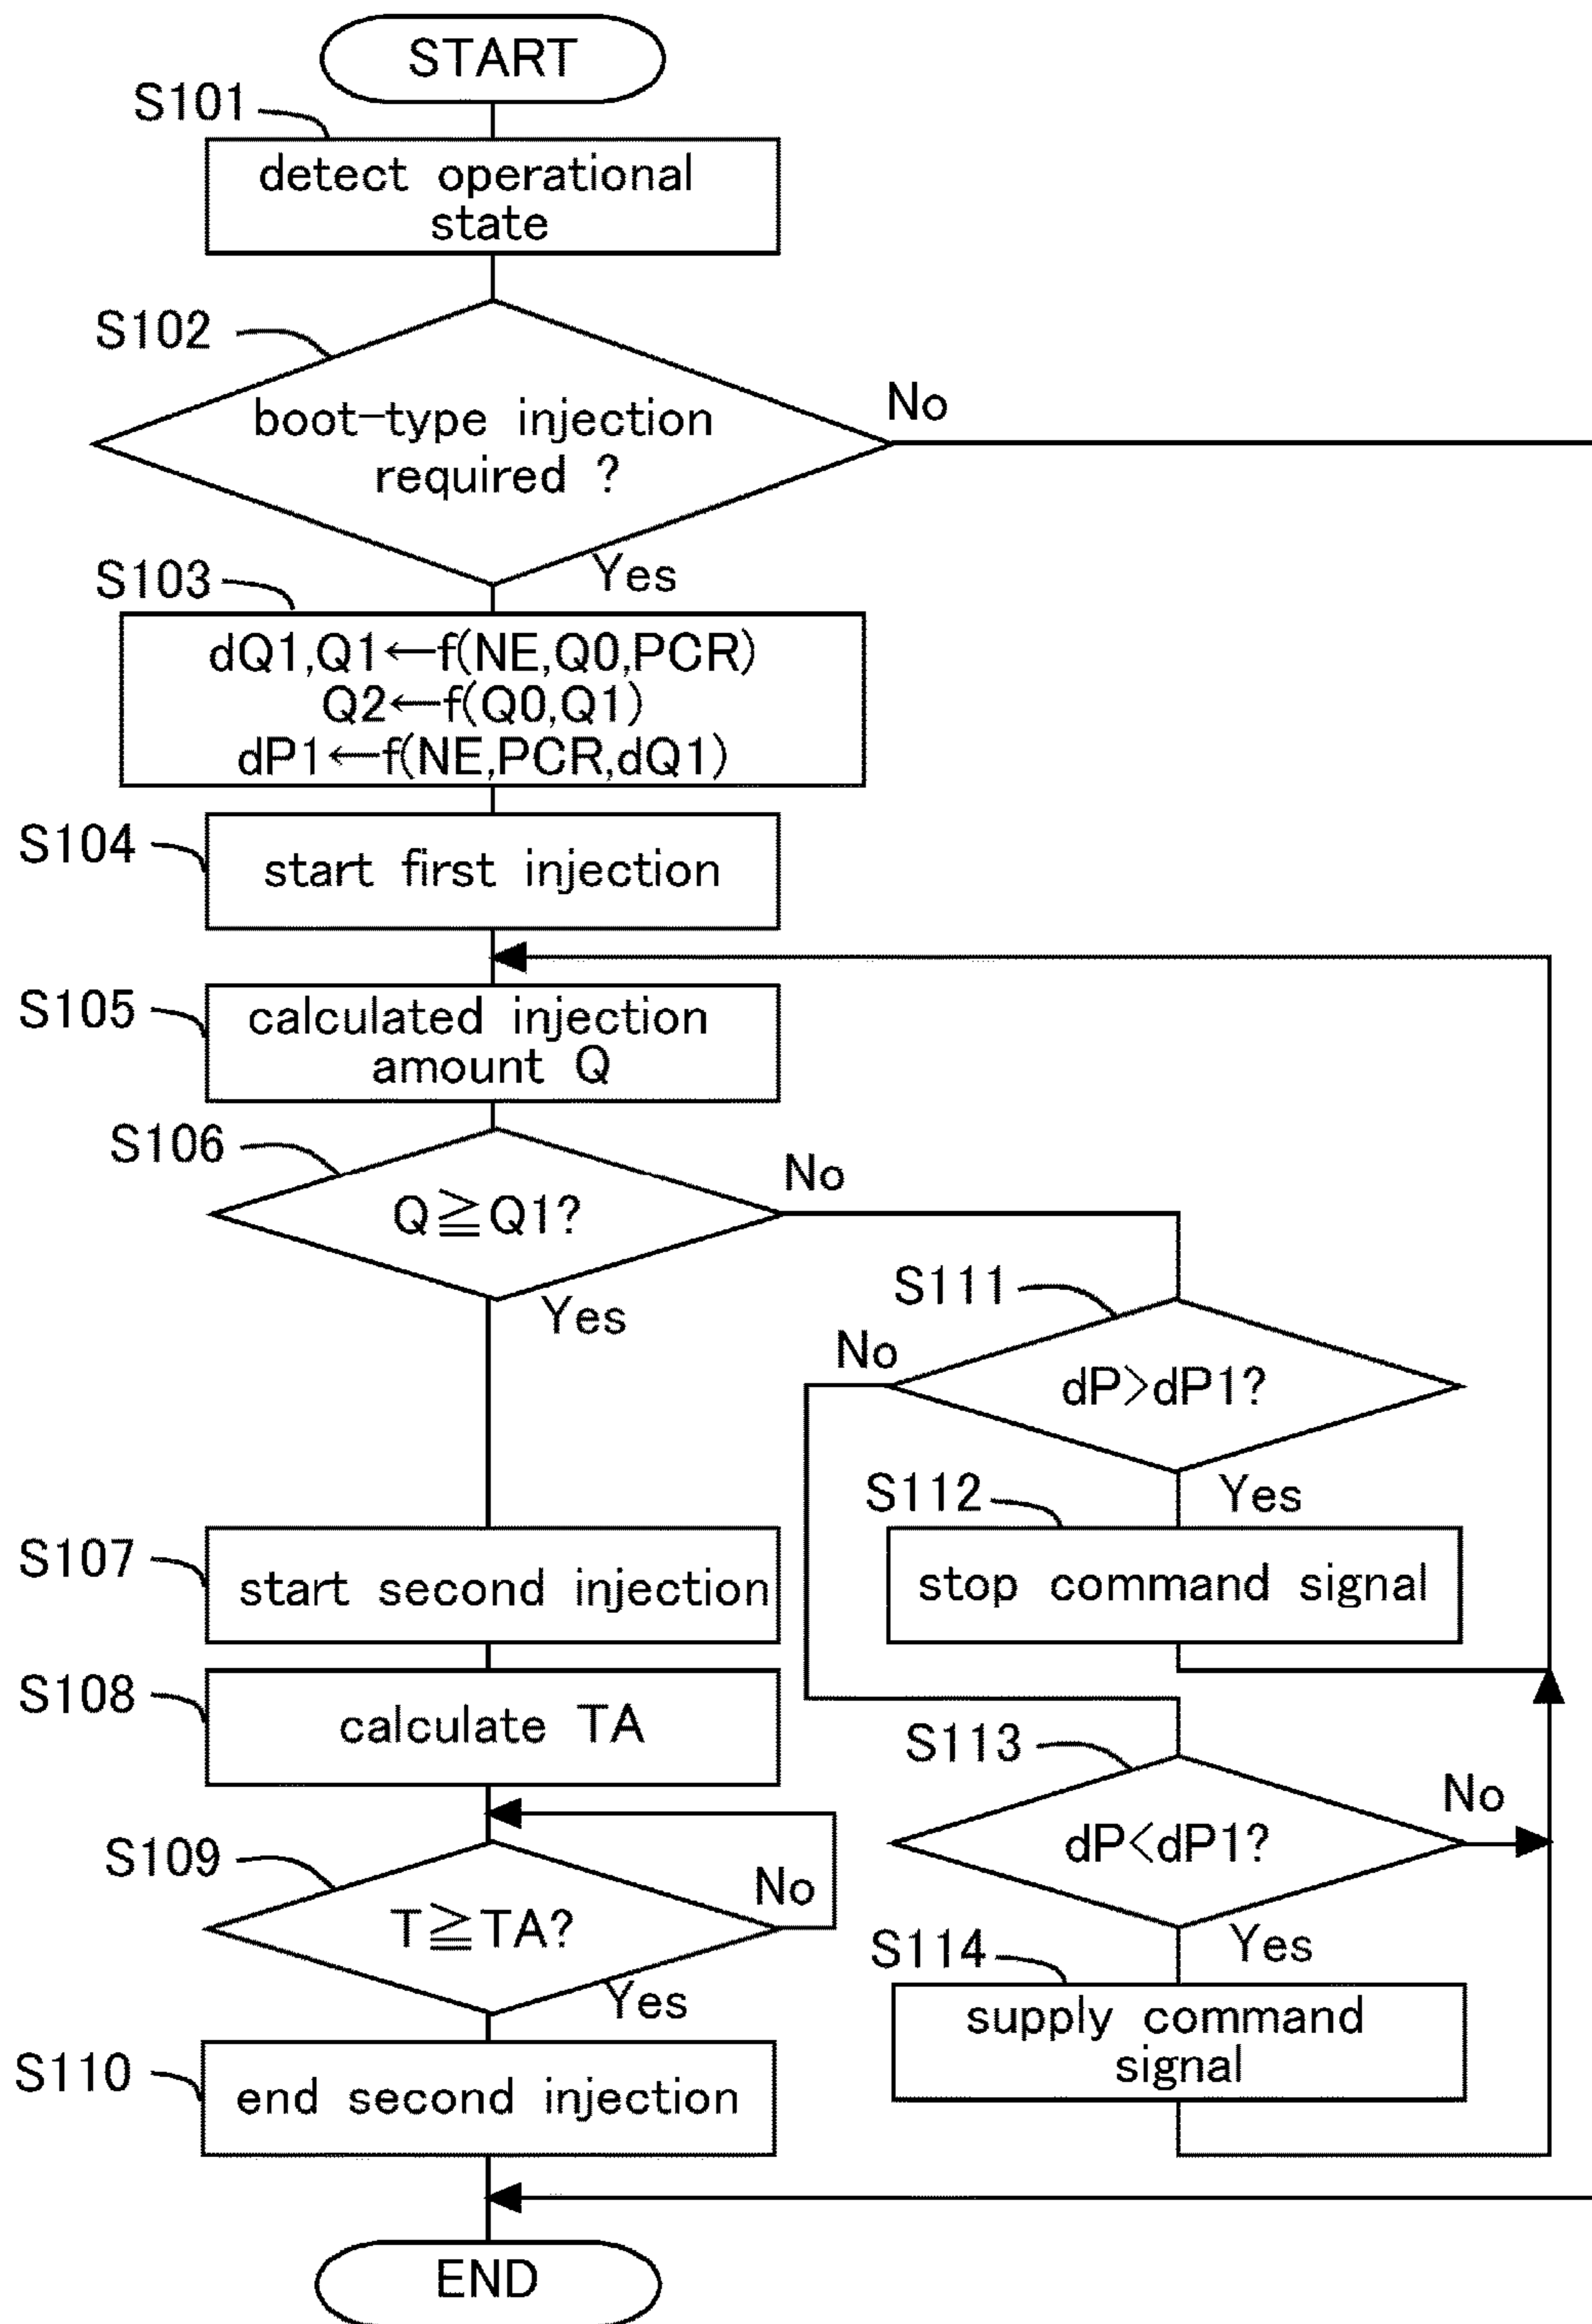 START
S101
detect operational
state
S102
boot-type injection
required ?
No
Yes
S103
dQ1,Q1←f(NE,Q0,PCR)
Q2←f(Q0,Q1)
dP1←f(NE,PCR,dQ1)
S104
start first injection
S105
calculated injection
amount Q
S106
Q≧Q1?
No
Yes
S111
dP>dP1?
No
Yes
S112
stop command signal
S107
start second injection
S108
calculate TA
S113
dP<dP1?
No
Yes
S109
T≧TA?
No
Yes
S114
supply command
signal
S110
end second injection
END